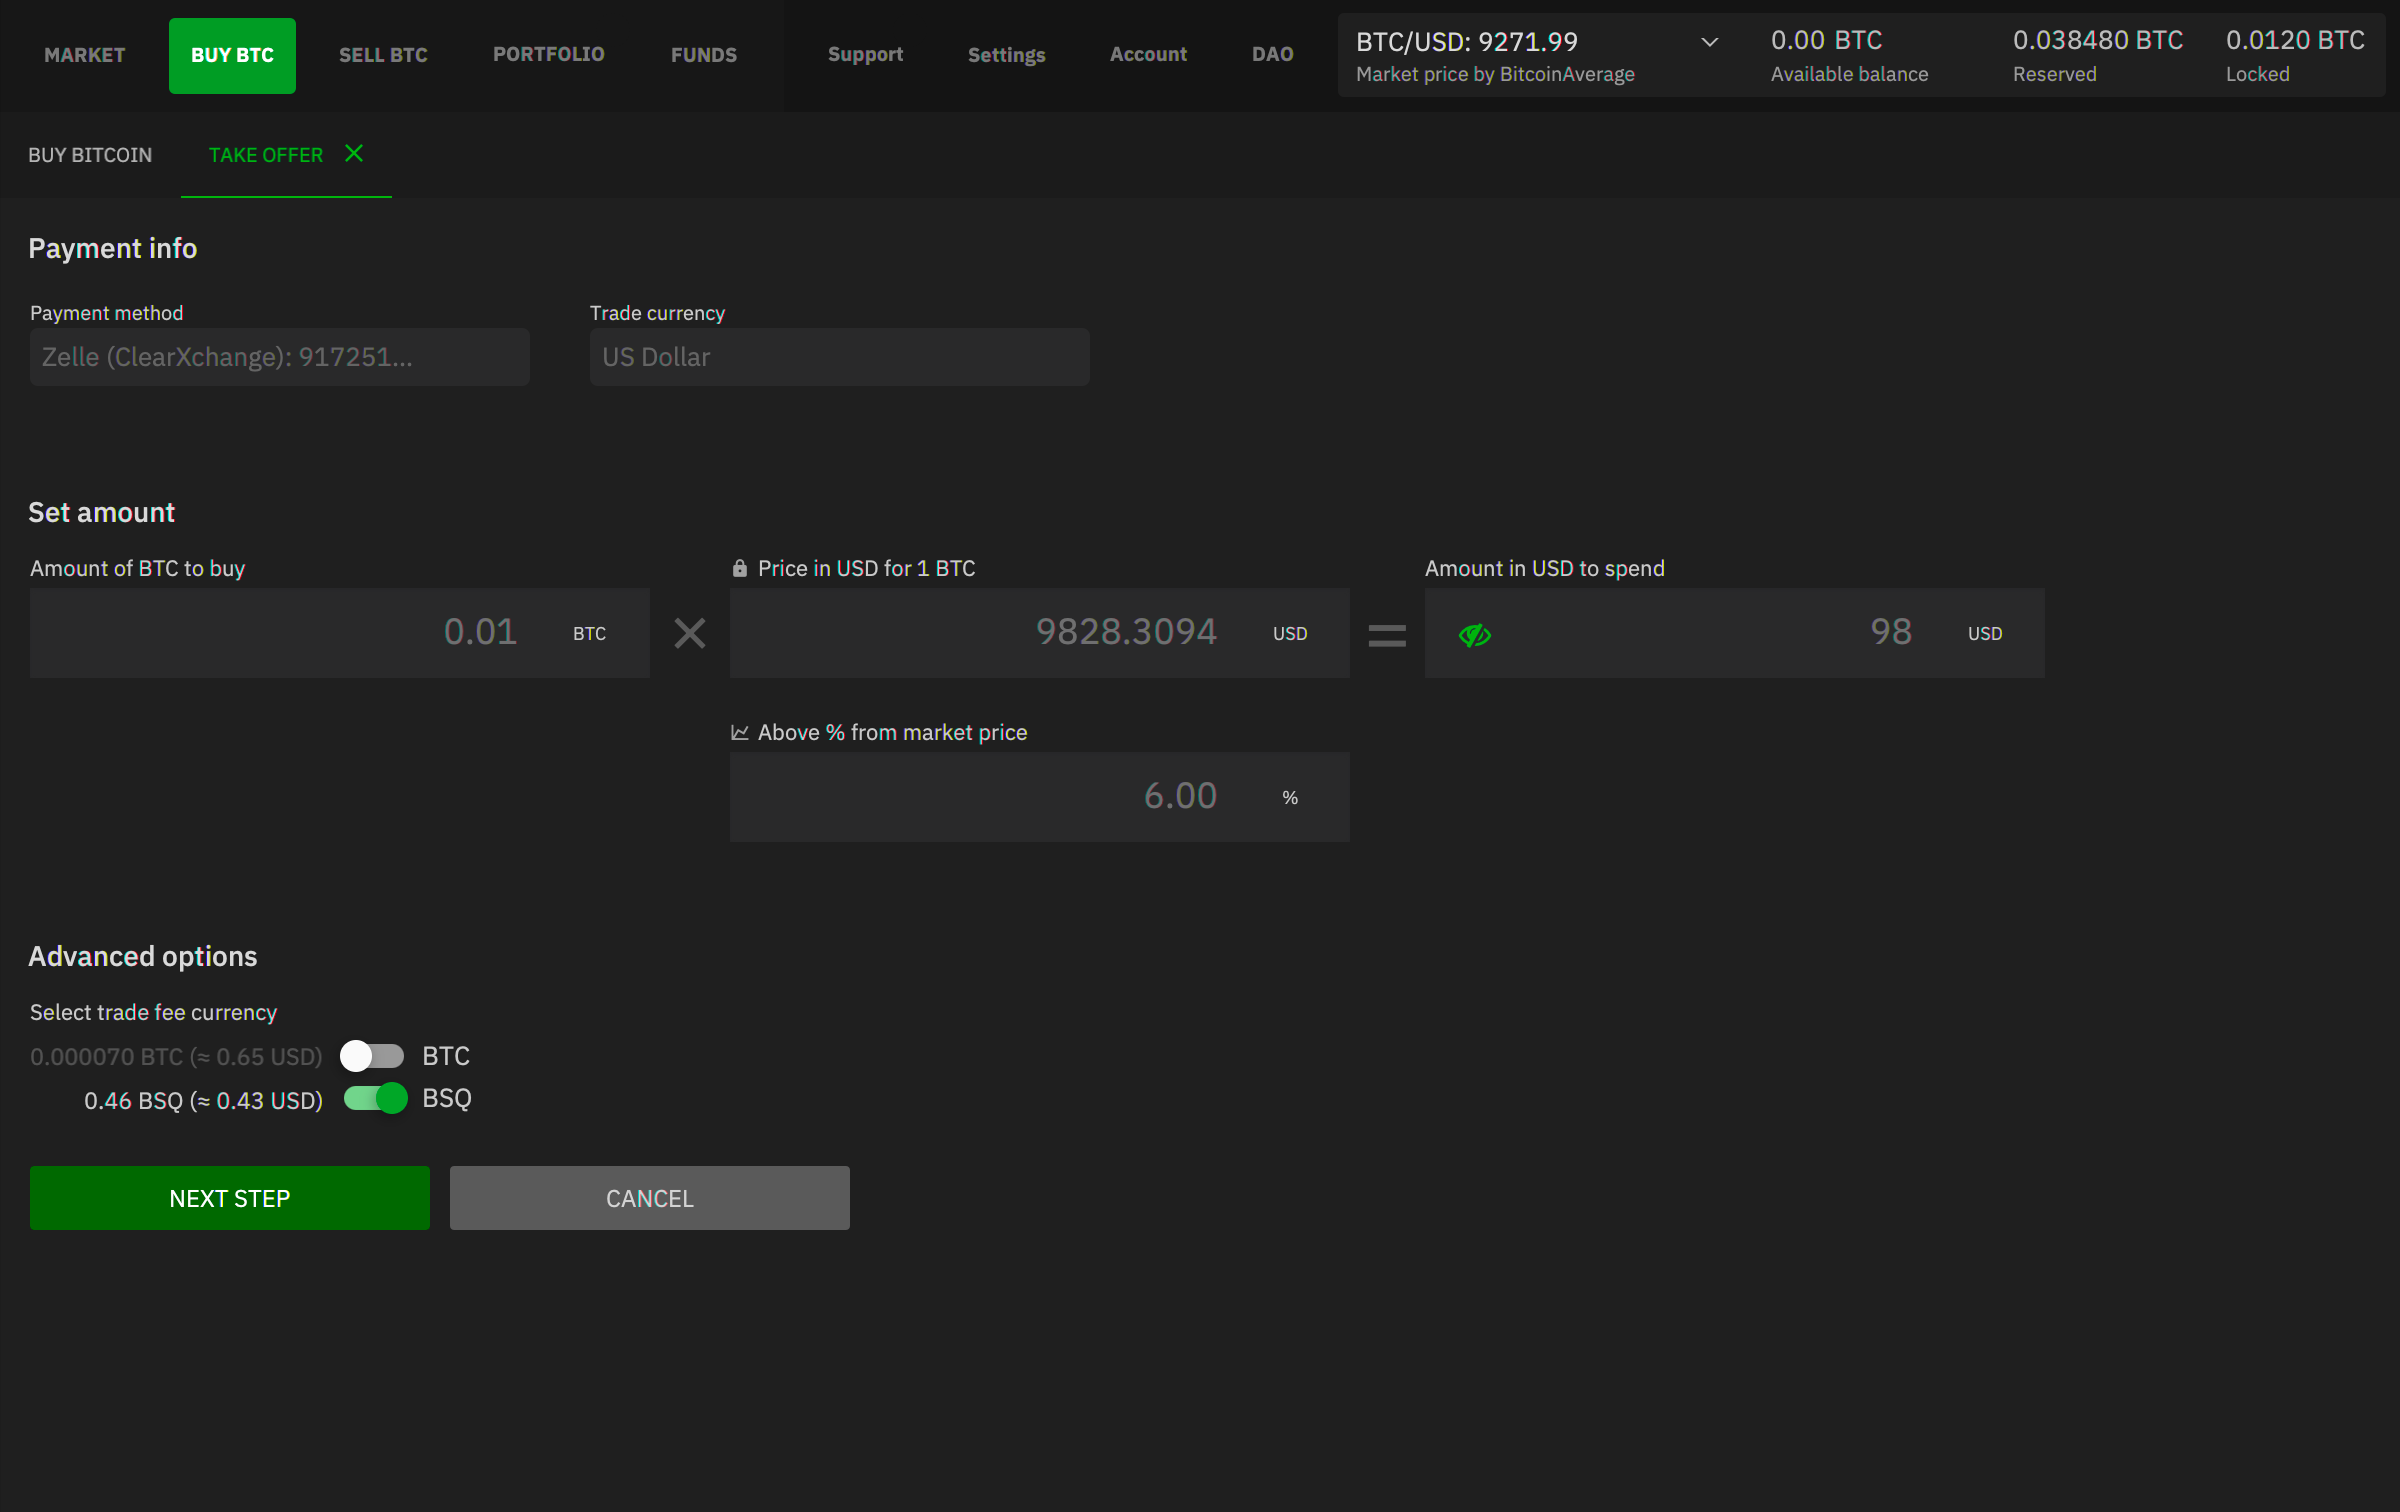 MARKET BUY BTC SELL BTC PORTFOLIO FUNDS Support Settings Account DAO
BTC/USD: 9271.99 0.00 BTC 0.038480 BTC 0.0120 BTC
Market price by BitcoinAverage Available balance Reserved Locked
BUY BITCOIN TAKE OFFER
Payment info
Payment method Trade currency
Zelle (ClearXchange): 917251... US Dollar
Set amount
Amount of BTC to buy Price in USD for 1 BTC Amount in USD to spend
0.01 BTC × 9828.3094 USD = 98 USD
Above % from market price
6.00 %
Advanced options
Select trade fee currency
0.000070 BTC (≈ 0.65 USD) BTC
0.46 BSQ (≈ 0.43 USD) BSQ
NEXT STEP CANCEL